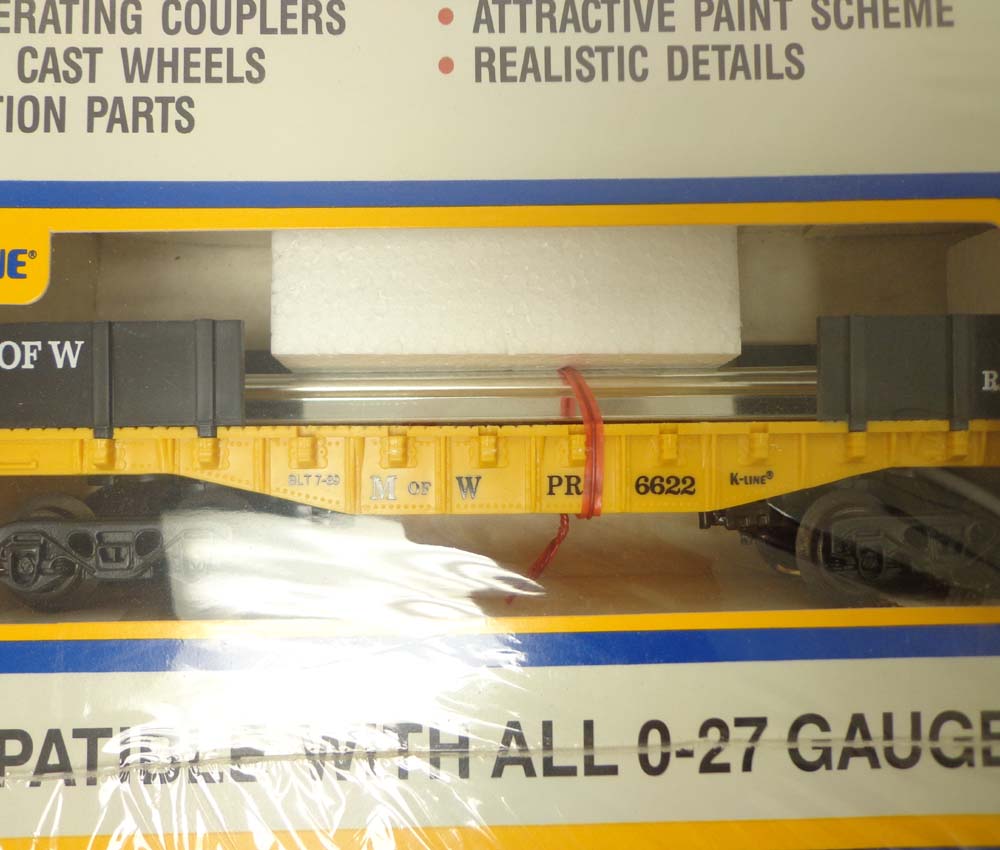 ERATING COUPLERS
CAST WHEELS
TION PARTS
• ATTRACTIVE PAINT SCHEME
• REALISTIC DETAILS
NE®
OF W
R
BLT 7-89
M OF W
PR
6622
K-LINE®
PATIBLE WITH ALL 0-27 GAUGE